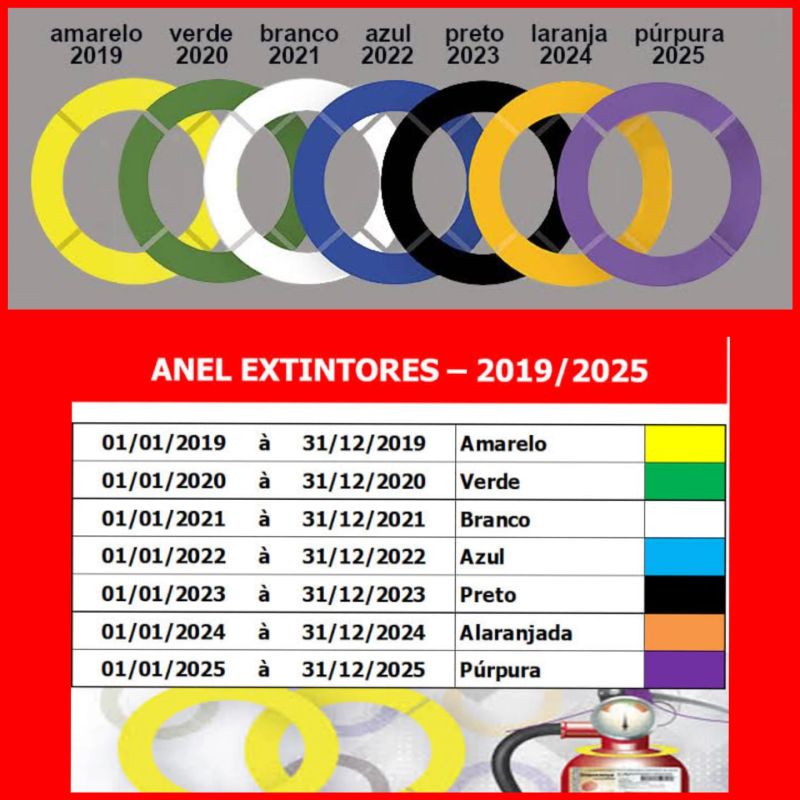 amarelo verde branco azul preto laranja púrpura
2019 2020 2021 2022 2023 2024 2025
ANEL EXTINTORES – 2019/2025
01/01/2019 à 31/12/2019 Amarelo
01/01/2020 à 31/12/2020 Verde
01/01/2021 à 31/12/2021 Branco
01/01/2022 à 31/12/2022 Azul
01/01/2023 à 31/12/2023 Preto
01/01/2024 à 31/12/2024 Alaranjada
01/01/2025 à 31/12/2025 Púrpura